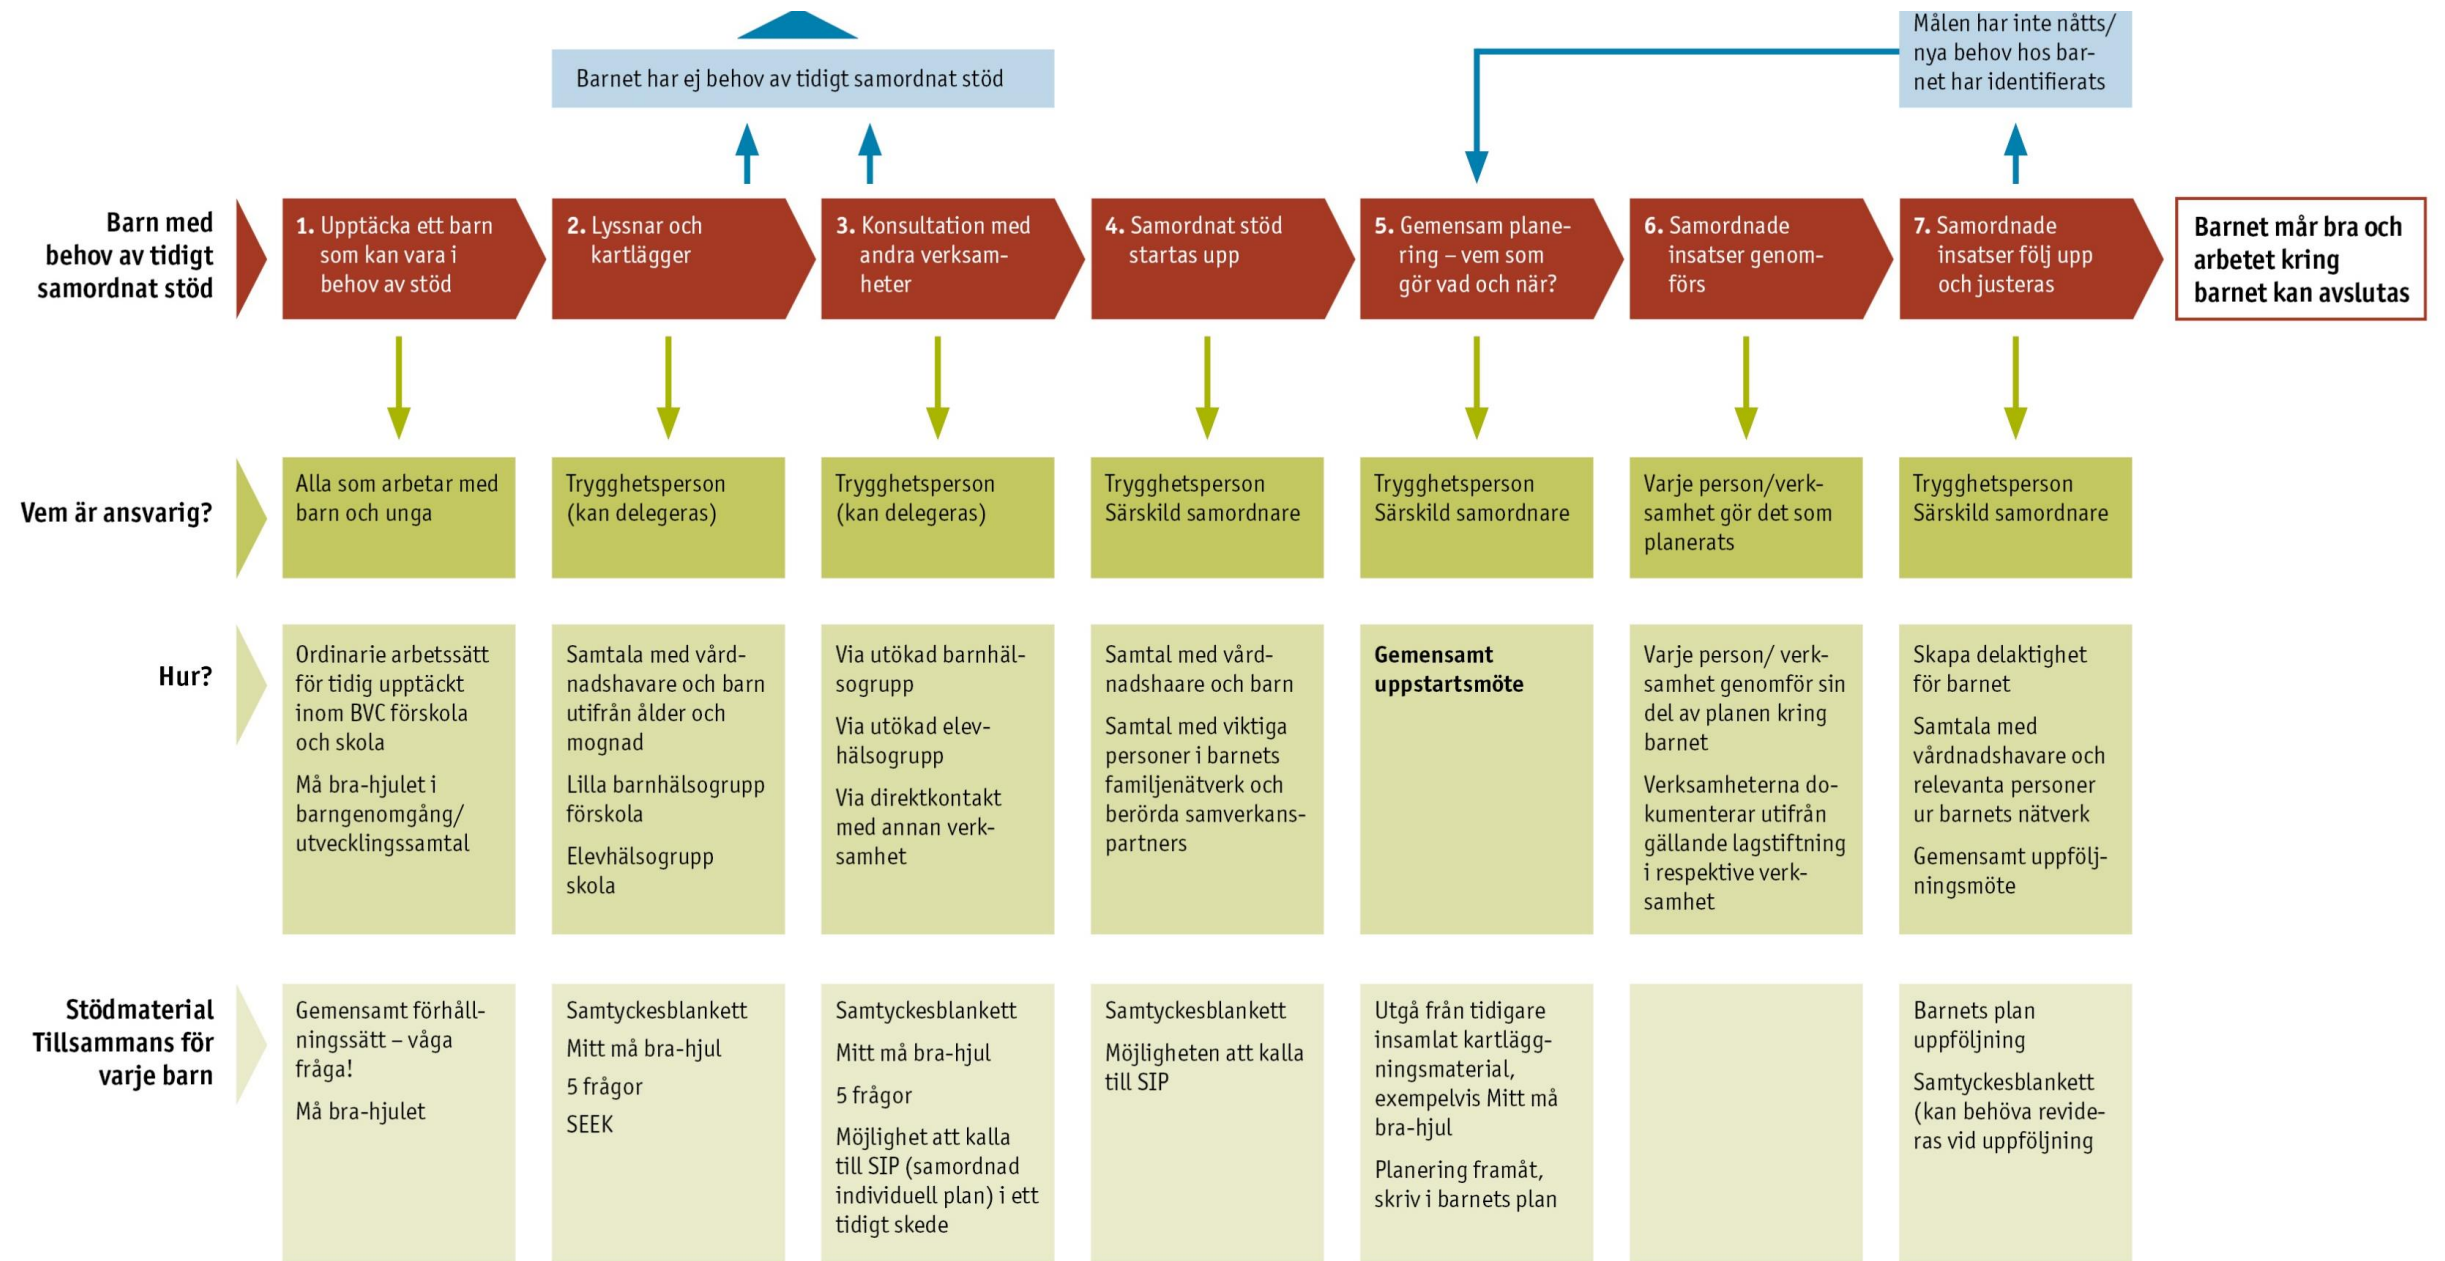 Barnet har ej behov av tidigt samordnat stöd
Målen har inte nåtts/
nya behov hos bar-
net har identifierats
Barn med
behov av tidigt
samordnat stöd
1. Upptäcka ett barn
som kan vara i
behov av stöd
2. Lyssnar och
kartlägger
3. Konsultation med
andra verksam-
heter
4. Samordnat stöd
startas upp
5. Gemensam plane-
ring – vem som
gör vad och när?
6. Samordnade
insatser genom-
förs
7. Samordnade
insatser följ upp
och justeras
Barnet mår bra och
arbetet kring
barnet kan avslutas
Vem är ansvarig?
Alla som arbetar med
barn och unga
Trygghetsperson
(kan delegeras)
Trygghetsperson
(kan delegeras)
Trygghetsperson
Särskild samordnare
Trygghetsperson
Särskild samordnare
Varje person/verk-
samhet gör det som
planerats
Trygghetsperson
Särskild samordnare
Hur?
Ordinarie arbetssätt
för tidig upptäckt
inom BVC förskola
och skola
Må bra-hjulet i
barngenomgång/
utvecklingssamtal
Samtala med vård-
nadshavare och barn
utifrån ålder och
mognad
Lilla barnhälsogrupp
förskola
Elevhälsogrupp
skola
Via utökad barnhäl-
sogrupp
Via utökad elev-
hälsogrupp
Via direktkontakt
med annan verk-
samhet
Samtal med vård-
nadshaare och barn
Samtal med viktiga
personer i barnets
familjenätverk och
berörda samverkans-
partners
Gemensamt
uppstartsmöte
Varje person/ verk-
samhet genomför sin
del av planen kring
barnet
Verksamheterna do-
kumenterar utifrån
gällande lagstiftning
i respektive verk-
samhet
Skapa delaktighet
för barnet
Samtala med
vårdnadshavare och
relevanta personer
ur barnets nätverk
Gemensamt uppfölj-
ningsmöte
Stödmaterial
Tillsammans för
varje barn
Gemensamt förhåll-
ningssätt – våga
fråga!
Må bra-hjulet
Samtyckesblankett
Mitt må bra-hjul
5 frågor
SEEK
Samtyckesblankett
Mitt må bra-hjul
5 frågor
Möjlighet att kalla
till SIP (samordnad
individuell plan) i ett
tidigt skede
Samtyckesblankett
Möjligheten att kalla
till SIP
Utgå från tidigare
insamlat kartlägg-
ningsmaterial,
exempelvis Mitt må
bra-hjul
Planering framåt,
skriv i barnets plan
Barnets plan
uppföljning
Samtyckesblankett
(kan behöva revide-
ras vid uppföljning